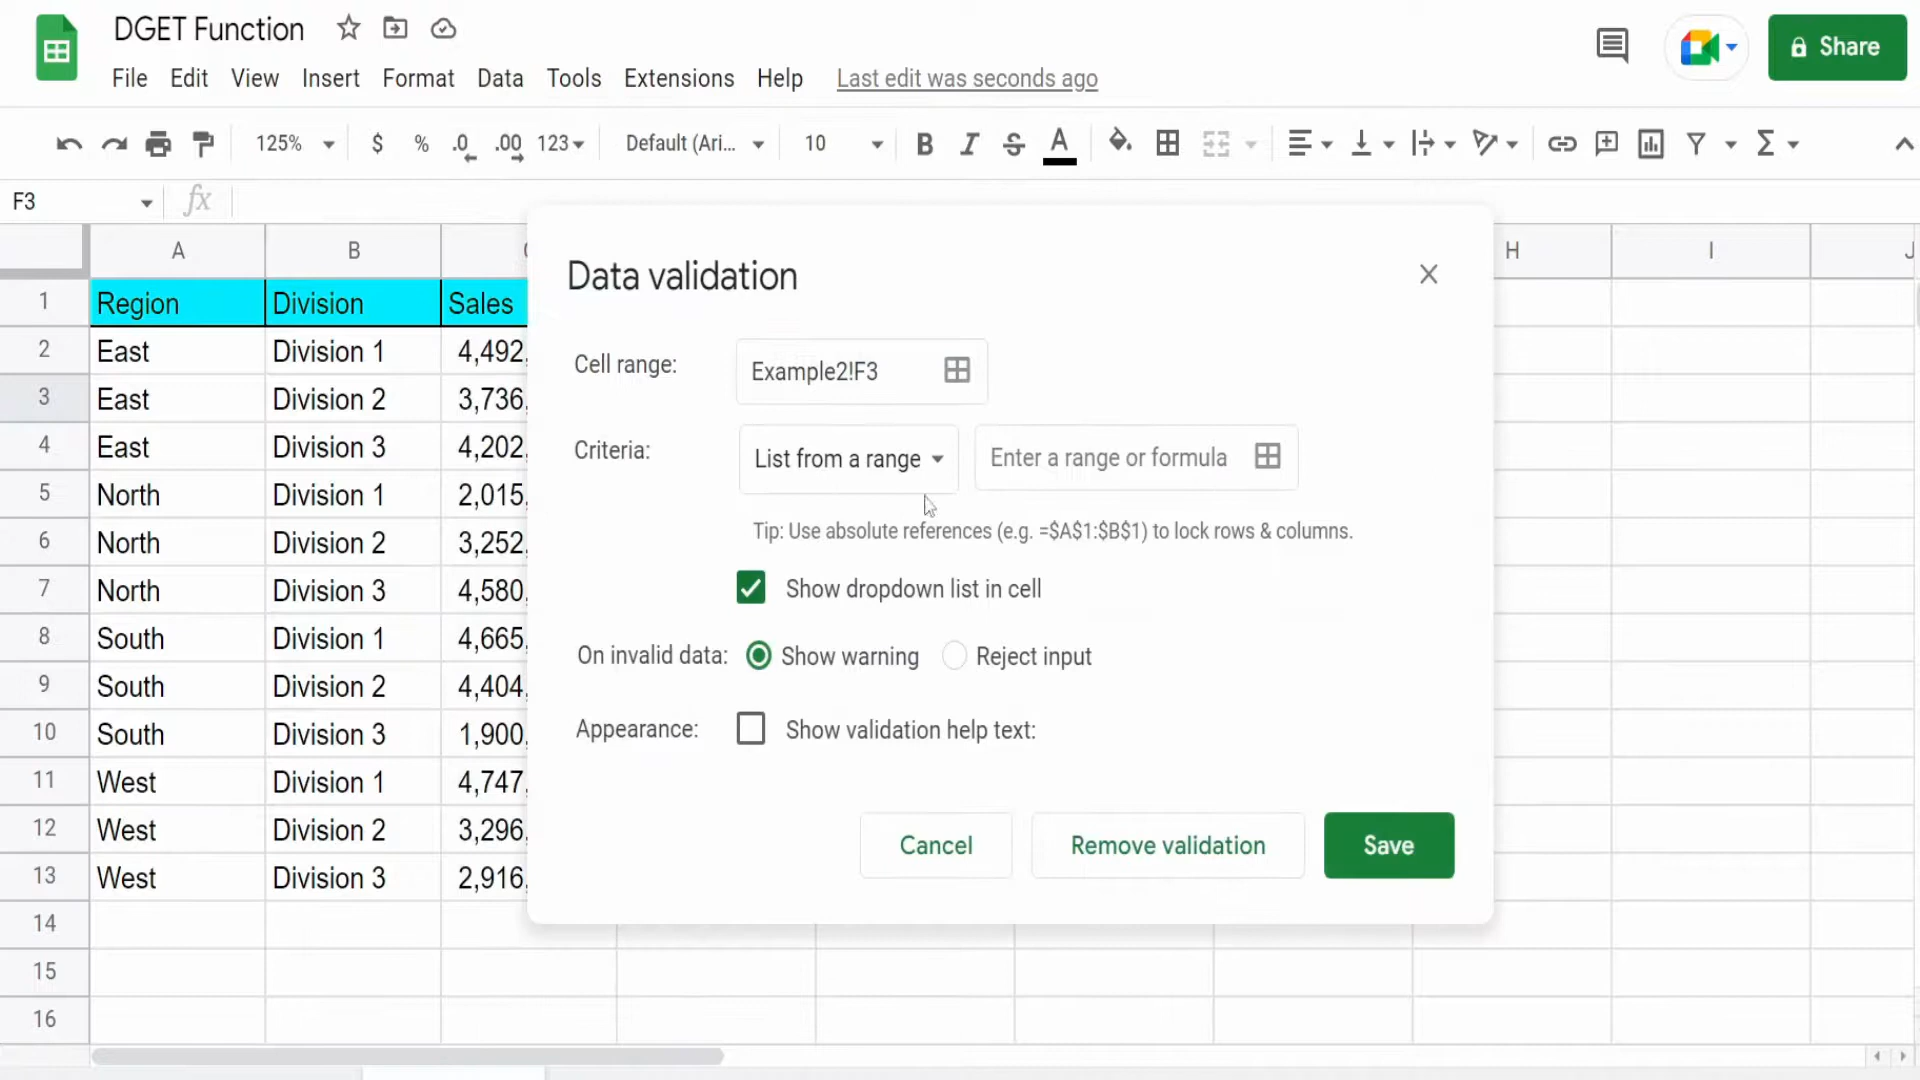 DGET Function
Share
File Edit View Insert Format Data Tools Extensions Help Last edit was seconds ago
125% $ % .0 .00 123 Default (Ari... 10 B I S A
F3 fx
A B H I J
1 Region Division Sales
2 East Division 1 4,492,
3 East Division 2 3,736,
4 East Division 3 4,202,
5 North Division 1 2,015,
6 North Division 2 3,252,
7 North Division 3 4,580,
8 South Division 1 4,665,
9 South Division 2 4,404,
10 South Division 3 1,900,
11 West Division 1 4,747,
12 West Division 2 3,296,
13 West Division 3 2,916,
14
15
16
Data validation
Cell range: Example2!F3
Criteria: List from a range Enter a range or formula
Tip: Use absolute references (e.g. =$A$1:$B$1) to lock rows & columns.
Show dropdown list in cell
On invalid data: Show warning Reject input
Appearance: Show validation help text:
Cancel Remove validation Save